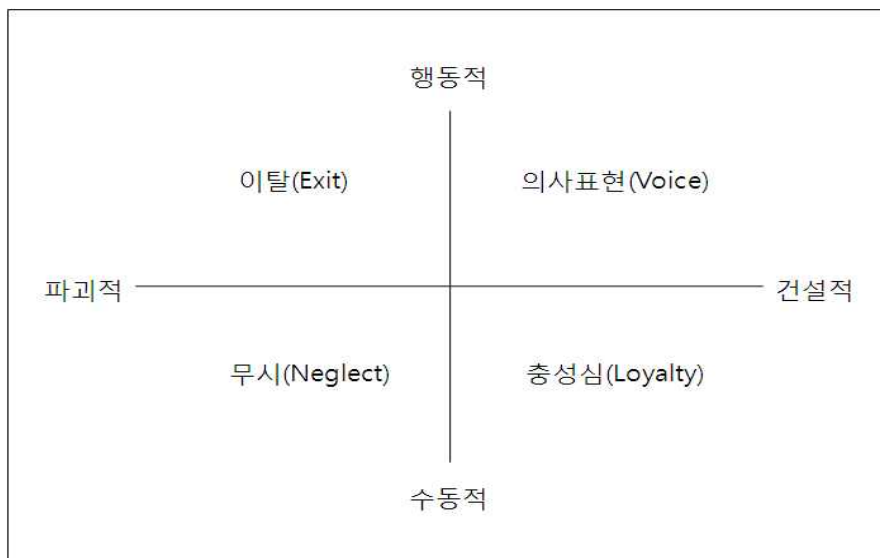 행동적
이탈(Exit) 의사표현(Voice)
파괴적 건설적
무시(Neglect) 충성심(Loyalty)
수동적